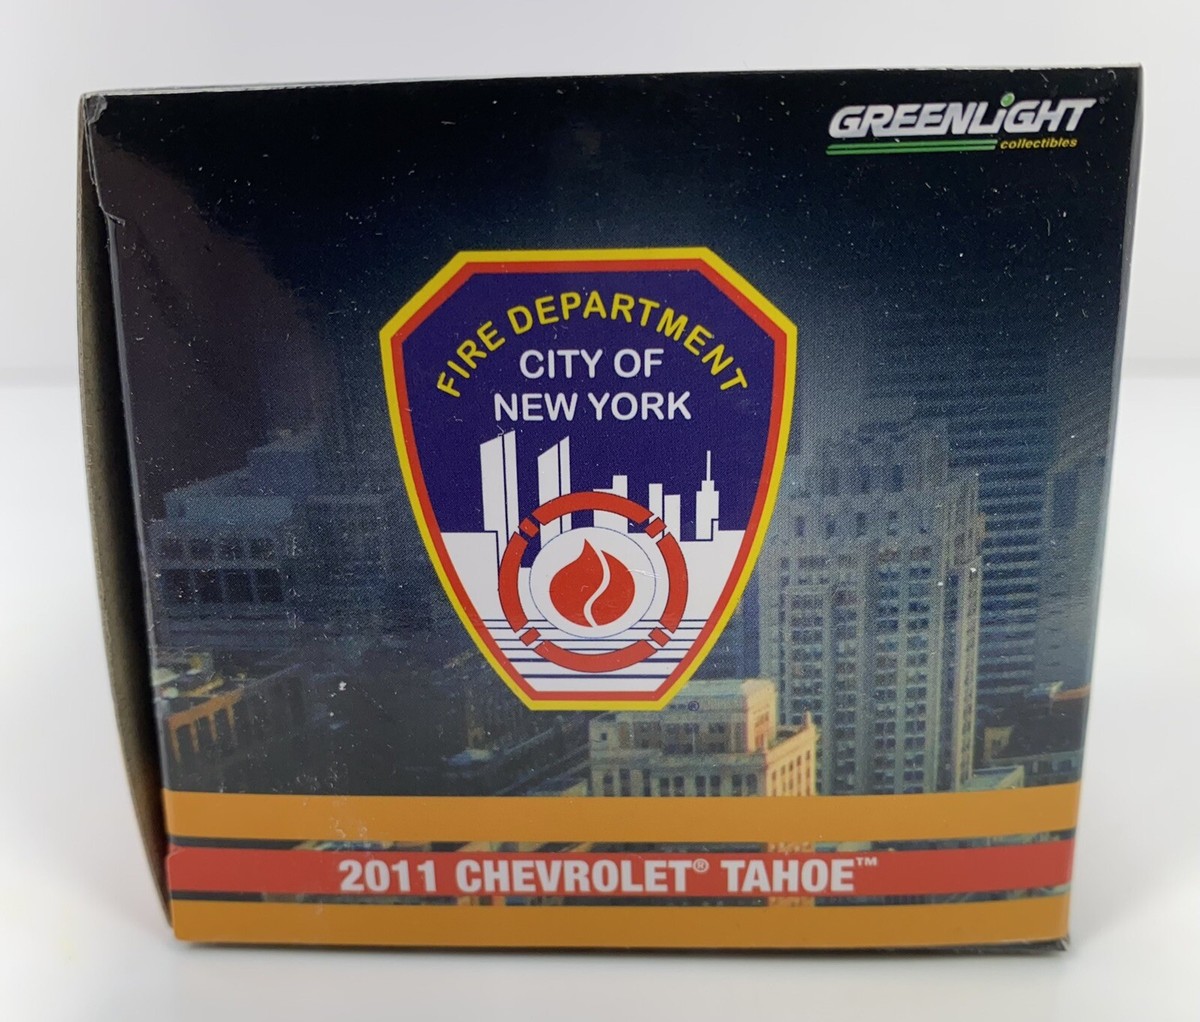 GREENLiGHT
collectibles
FIRE DEPARTMENT
CITY OF
NEW YORK
®
2011 CHEVROLET® TAHOE™